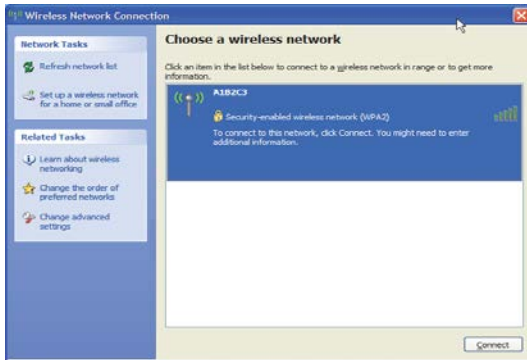 Wireless Network Connection
Network Tasks
Refresh network list
Set up a wireless network
for a home or small office
Related Tasks
Learn about wireless
networking
Change the order of
preferred networks
Change advanced
settings
Choose a wireless network
Click an item in the list below to connect to a wireless network in range or to get more
information.
A1B2C3
Security-enabled wireless network (WPA2)
To connect to this network, click Connect. You might need to enter
additional information.
Connect